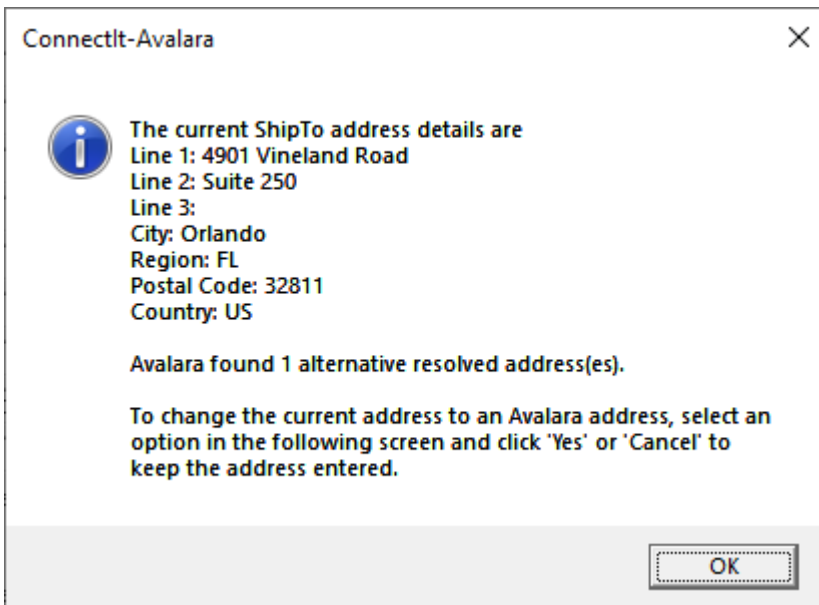 ConnectIt-Avalara
The current ShipTo address details are
Line 1: 4901 Vineland Road
Line 2: Suite 250
Line 3:
City: Orlando
Region: FL
Postal Code: 32811
Country: US
Avalara found 1 alternative resolved address(es).
To change the current address to an Avalara address, select an
option in the following screen and click 'Yes' or 'Cancel' to
keep the address entered.
OK